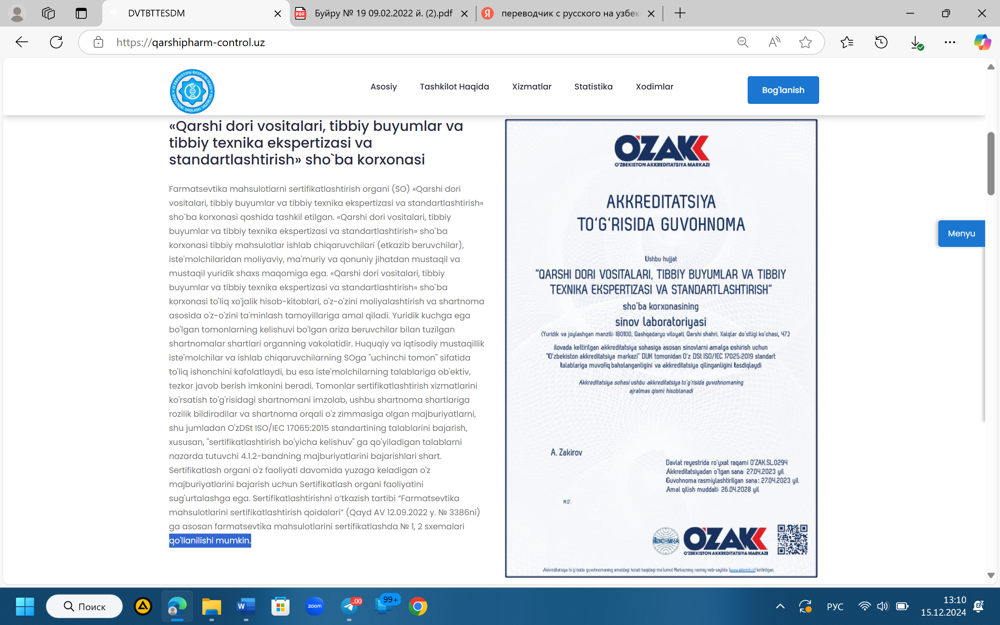 DVTBTTESDM
Буйру № 19 09.02.2022 й. (2).pdf
переводчик с русского на узбек
https://qarshipharm-control.uz
O'ZBEKISTON RESPUBLIKASI
SOG'LIQNI SAQLASH VAZIRLIGI
Asosiy
Tashkilot Haqida
Xizmatlar
Statistika
Xodimlar
Bog'lanish
«Qarshi dori vositalari, tibbiy buyumlar va
tibbiy texnika ekspertizasi va
standartlashtirish» sho`ba korxonasi
Farmatsevtika mahsulotlarni sertifikatlashtirish organi (SO) «Qarshi dori
vositalari, tibbiy buyumlar va tibbiy texnika ekspertizasi va standartlashtirish»
sho`ba korxonasi qoshida tashkil etilgan. «Qarshi dori vositalari, tibbiy
buyumlar va tibbiy texnika ekspertizasi va standartlashtirish» sho`ba
korxonasi tibbiy mahsulotlar ishlab chiqaruvchilari (etkazib beruvchilar),
iste'molchilaridan moliyaviy, ma'muriy va qonuniy jihatdan mustaqil va
mustaqil yuridik shaxs maqomiga ega. «Qarshi dori vositalari, tibbiy
buyumlar va tibbiy texnika ekspertizasi va standartlashtirish» sho`ba
korxonasi to'liq xo'jalik hisob-kitoblari, o'z-o'zini moliyalashtirish va shartnoma
asosida o'z-o'zini ta'minlash tamoyillariga amal qiladi. Yuridik kuchga ega
bo'lgan tomonlarning kelishuvi bo'lgan ariza beruvchilar bilan tuzilgan
shartnomalar shartlari organning vakolatidir. Huquqiy va iqtisodiy mustaqillik
iste'molchilar va ishlab chiqaruvchilarning SOga "uchinchi tomon" sifatida
to'liq ishonchini kafolatlaydi, bu esa iste'molchilarning talablariga ob'ektiv,
tezkor javob berish imkonini beradi. Tomonlar sertifikatlashtirish xizmatlarini
ko'rsatish to'g'risidagi shartnomani imzolab, ushbu shartnoma shartlariga
rozilik bildiradilar va shartnoma orqali o'z zimmasiga olgan majburiyatlarni,
shu jumladan O'zDSt ISO/IEC 17065:2015 standartining talablarini bajarish,
xususan, "sertifikatlashtirish bo'yicha kelishuv" ga qo'yiladigan talablarni
nazarda tutuvchi 4.1.2-bandning majburiyatlarini bajarishlari shart.
Sertifikatlash organi o'z faoliyati davomida yuzaga keladigan o'z
majburiyatlarini bajarish uchun Sertifikatlash organi faoliyatini
sug'urtalashga ega. Sertifikatlashtirishni o‘tkazish tartibi “Farmatsevtika
mahsulotlarini sertifikatlashtirish qoidalari” (Qayd AV 12.09.2022 y. № 3386ni)
ga asosan farmatsevtika mahsulotlarini sertifikatlashda № 1, 2 sxemalari
qo'llanilishi mumkin.
O'ZAKK
O'ZBEKISTON AKKREDITATSIYA MARKAZI
AKKREDITATSIYA
TO‘G‘RISIDA GUVOHNOMA
Ushbu hujjat
“QARSHI DORI VOSITALARI, TIBBIY BUYUMLAR VA TIBBIY
TEXNIKA EKSPERTIZASI VA STANDARTLASHTIRISH”
sho‘ba korxonasining
sinov laboratoriyasi
(Yuridik va joylashgan manzili: 180100, Qashqadaryo viloyati, Qarshi shahri, Xalqlar do‘stligi ko‘chasi, 47.)
ilovada keltirilgan akkreditatsiya sohasiga asosan sinovlarni amalga oshirish uchun
“O‘zbekiston akkreditatsiya markazi” DUK tomonidan O‘z DSt ISO/IEC 17025:2019 standart
talablariga muvofiq baholanganligini va akkreditatsiya qilinganligini tasdiqlaydi
Akkreditatsiya sohasi ushbu akkreditatsiya to‘g‘risida guvohnomaning
ajralmas qismi hisoblanadi
A. Zakirov
Davlat reyestrida ro‘yxat raqami O‘ZAK.SL.0294
Akkreditatsiyadan o‘tgan sana: 27.04.2023 yil
Guvohnoma rasmiylashtirilgan sana: 27.04.2023 yil
Amal qilish muddati: 26.04.2028 yil
M.O‘.
ilac-MRA
O'ZAKK
O'ZBEKISTON AKKREDITATSIYA MARKAZI
Akkreditatsiya to‘g‘risida guvohnomaning amaldagi holati haqidagi ma’lumot Markazning rasmiy veb-saytida (www.akkred.uz) keltirilgan.
Menyu
Поиск
W
zoom
..00
99+
РУС
13:10
15.12.2024